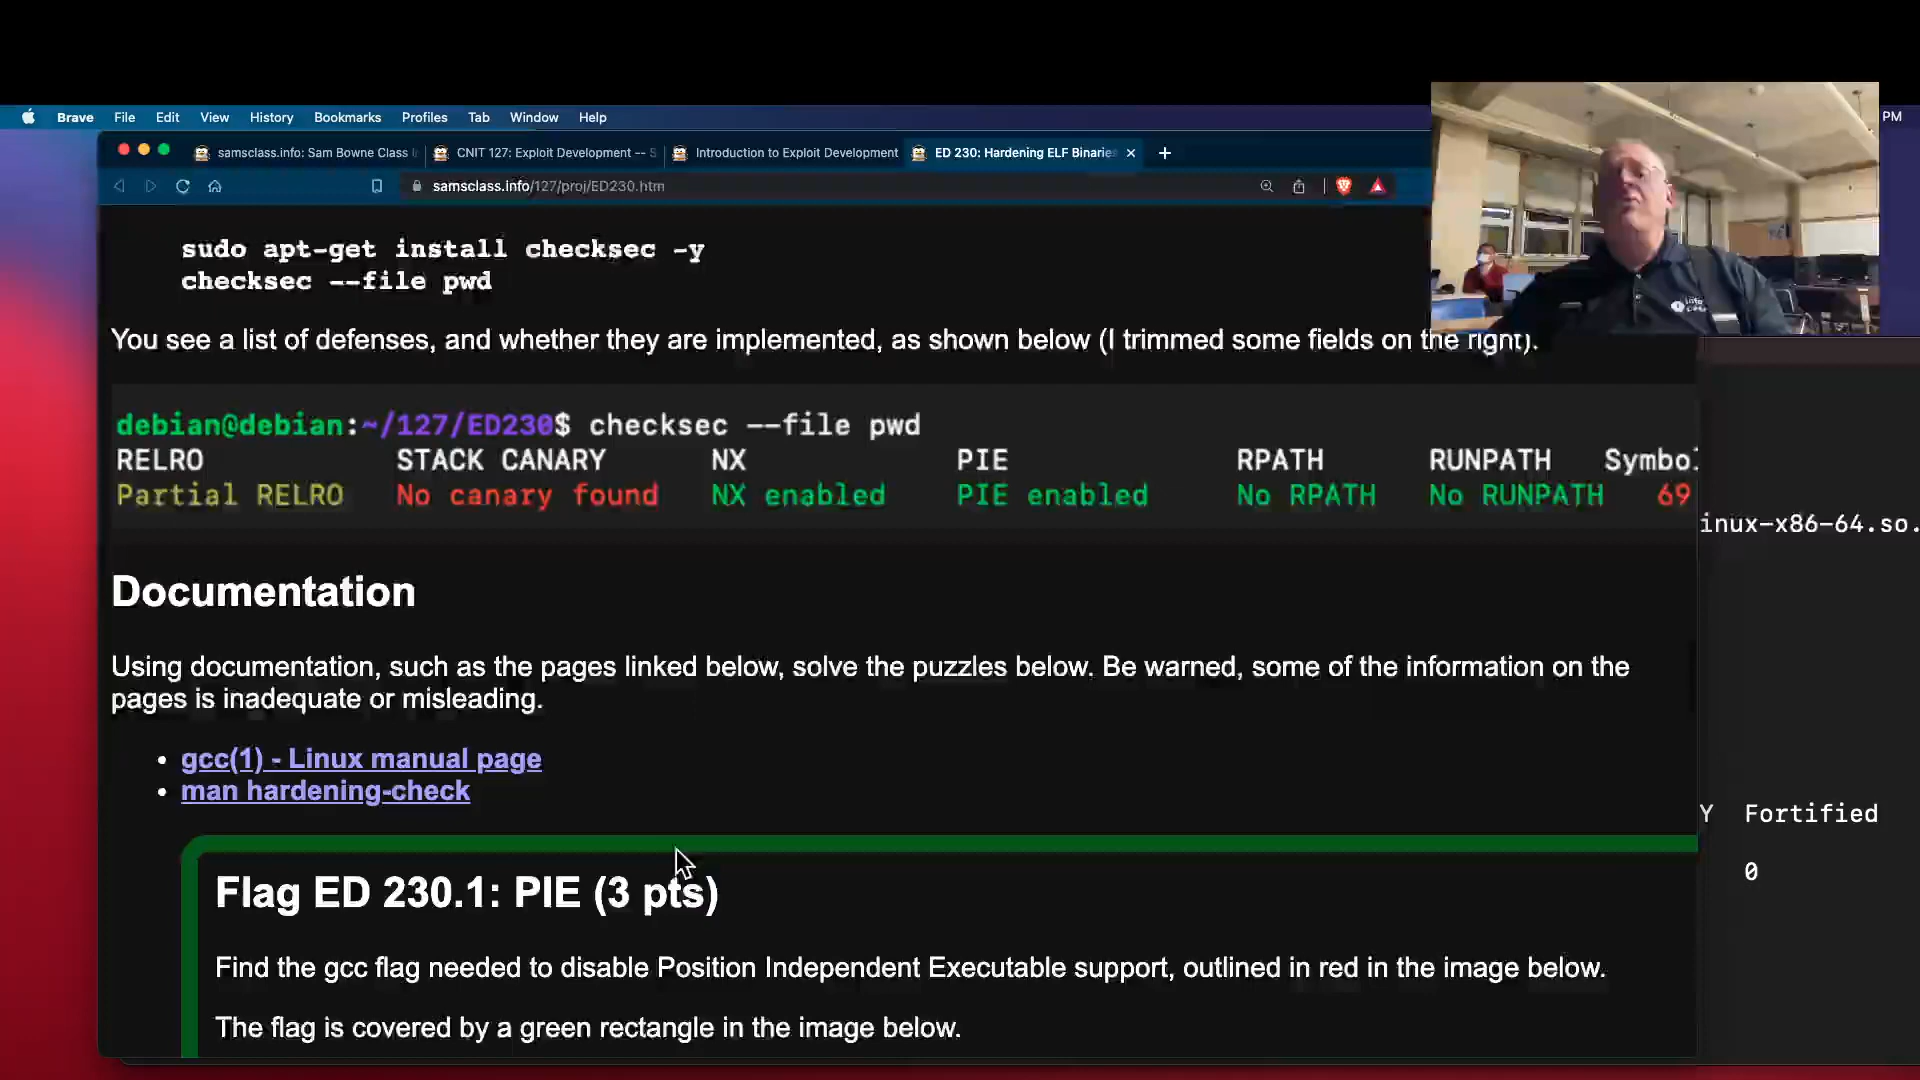 Brave File Edit View History Bookmarks Profiles Tab Window Help
PM
samsclass.info: Sam Bowne Class
CNIT 127: Exploit Development -- S
Introduction to Exploit Development
ED 230: Hardening ELF Binaries
samsclass.info/127/proj/ED230.htm
sudo apt-get install checksec -y
checksec --file pwd
You see a list of defenses, and whether they are implemented, as shown below (I trimmed some fields on the right).
debian@debian:~/127/ED230$ checksec --file pwd
RELRO STACK CANARY NX PIE RPATH RUNPATH Symbol
Partial RELRO No canary found NX enabled PIE enabled No RPATH No RUNPATH 69
inux-x86-64.so.
Documentation
Using documentation, such as the pages linked below, solve the puzzles below. Be warned, some of the information on the
pages is inadequate or misleading.
• gcc(1) - Linux manual page
• man hardening-check
Y Fortified
0
Flag ED 230.1: PIE (3 pts)
Find the gcc flag needed to disable Position Independent Executable support, outlined in red in the image below.
The flag is covered by a green rectangle in the image below.